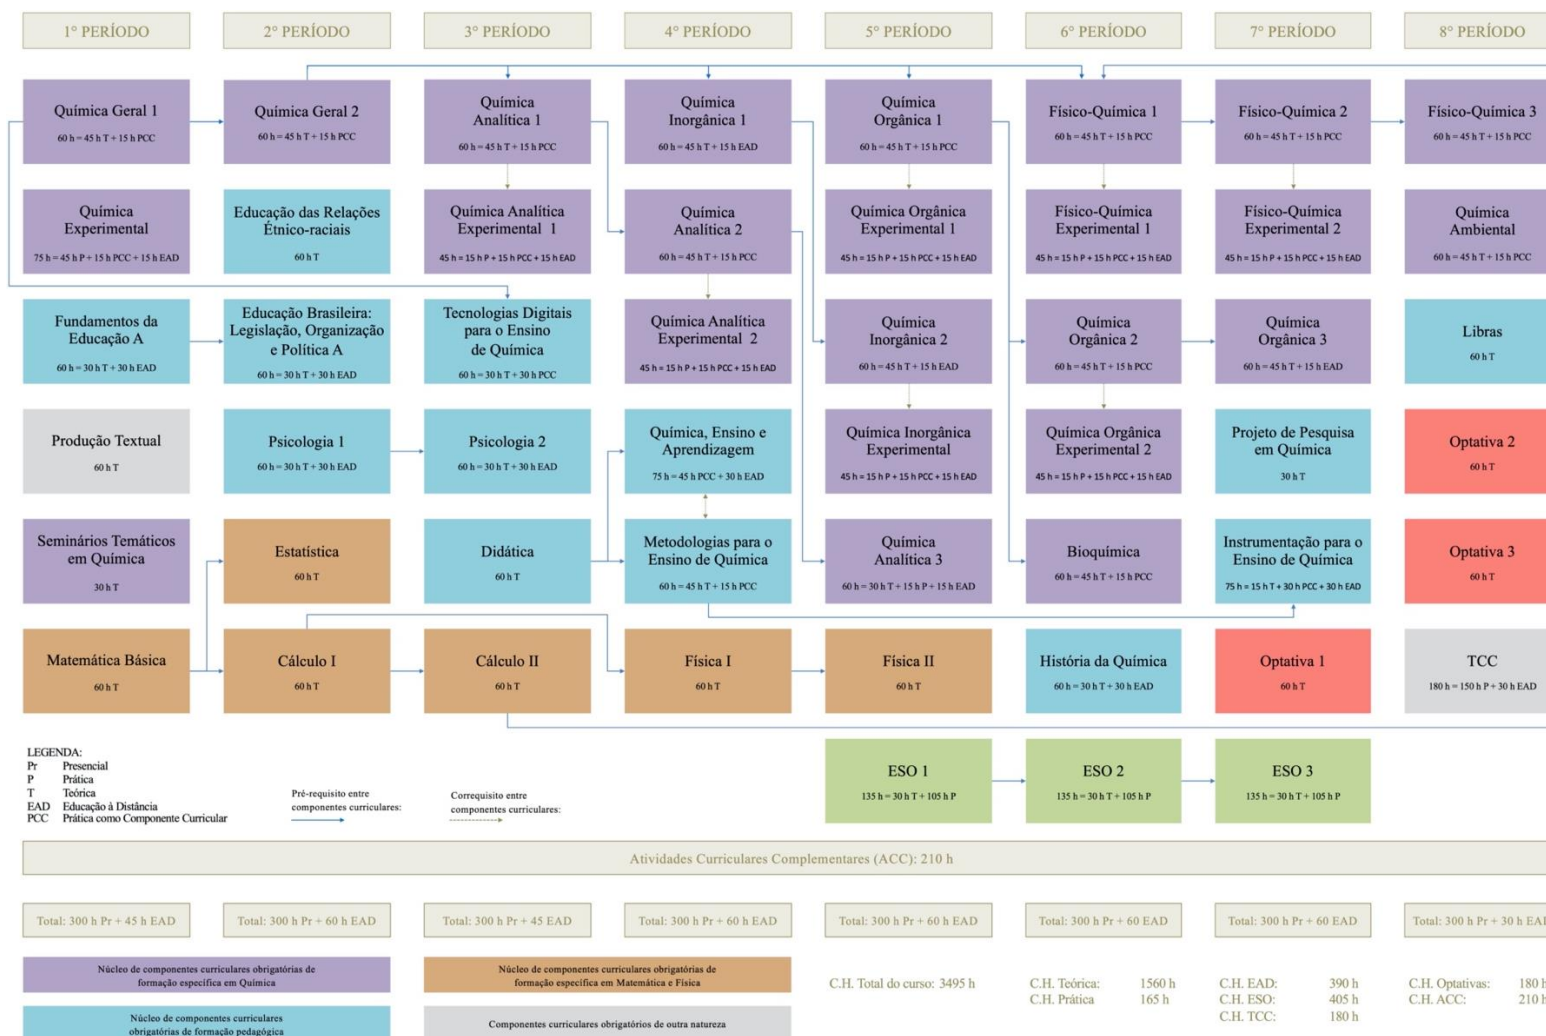 1° PERÍODO
2° PERÍODO
3° PERÍODO
4° PERÍODO
5° PERÍODO
6° PERÍODO
7° PERÍODO
8° PERÍODO
Química Geral 1
60 h = 45 h T + 15 h PCC
Química Geral 2
60 h = 45 h T + 15 h PCC
Química
Analítica 1
60 h = 45 h T + 15 h PCC
Química
Inorgânica 1
60 h = 45 h T + 15 h EAD
Química
Orgânica 1
60 h = 45 h T + 15 h PCC
Físico-Química 1
60 h = 45 h T + 15 h PCC
Físico-Química 2
60 h = 45 h T + 15 h PCC
Físico-Química 3
60 h = 45 h T + 15 h PCC
Química
Experimental
75 h = 45 h P + 15 h PCC + 15 h EAD
Educação das Relações
Étnico-raciais
60 h T
Química Analítica
Experimental 1
45 h = 15 h P + 15 h PCC + 15 h EAD
Química
Analítica 2
60 h = 45 h T + 15 h PCC
Química Orgânica
Experimental 1
45 h = 15 h P + 15 h PCC + 15 h EAD
Físico-Química
Experimental 1
45 h = 15 h P + 15 h PCC + 15 h EAD
Físico-Química
Experimental 2
45 h = 15 h P + 15 h PCC + 15 h EAD
Química
Ambiental
60 h = 45 h T + 15 h PCC
Fundamentos da
Educação A
60 h = 30 h T + 30 h EAD
Educação Brasileira:
Legislação, Organização
e Política A
60 h = 30 h T + 30 h EAD
Tecnologias Digitais
para o Ensino
de Química
60 h = 30 h T + 30 h PCC
Química Analítica
Experimental 2
45 h = 15 h P + 15 h PCC + 15 h EAD
Química
Inorgânica 2
60 h = 45 h T + 15 h EAD
Química
Orgânica 2
60 h = 45 h T + 15 h PCC
Química
Orgânica 3
60 h = 45 h T + 15 h EAD
Libras
60 h T
Produção Textual
60 h T
Psicologia 1
60 h = 30 h T + 30 h EAD
Psicologia 2
60 h = 30 h T + 30 h EAD
Química, Ensino e
Aprendizagem
75 h = 45 h PCC + 30 h EAD
Química Inorgânica
Experimental
45 h = 15 h P + 15 h PCC + 15 h EAD
Química Orgânica
Experimental 2
45 h = 15 h P + 15 h PCC + 15 h EAD
Projeto de Pesquisa
em Química
30 h T
Optativa 2
60 h T
Seminários Temáticos
em Química
30 h T
Estatística
60 h T
Didática
60 h T
Metodologias para o
Ensino de Química
60 h = 45 h T + 15 h PCC
Química
Analítica 3
60 h = 30 h T + 15 h P + 15 h EAD
Bioquímica
60 h = 45 h T + 15 h PCC
Instrumentação para o
Ensino de Química
75 h = 15 h T + 30 h PCC + 30 h EAD
Optativa 3
60 h T
Matemática Básica
60 h T
Cálculo I
60 h T
Cálculo II
60 h T
Física I
60 h T
Física II
60 h T
História da Química
60 h = 30 h T + 30 h EAD
Optativa 1
60 h T
TCC
180 h = 150 h P + 30 h EAD
LEGENDA:
Pr Presencial
P Prática
T Teórica
EAD Educação à Distância
PCC Prática como Componente Curricular
Pré-requisito entre
componentes curriculares:
Correquisito entre
componentes curriculares:
ESO 1
135 h = 30 h T + 105 h P
ESO 2
135 h = 30 h T + 105 h P
ESO 3
135 h = 30 h T + 105 h P
Atividades Curriculares Complementares (ACC): 210 h
Total: 300 h Pr + 45 h EAD
Total: 300 h Pr + 60 h EAD
Total: 300 h Pr + 45 EAD
Total: 300 h Pr + 60 h EAD
Total: 300 h Pr + 60 h EAD
Total: 300 h Pr + 60 EAD
Total: 300 h Pr + 60 EAD
Total: 300 h Pr + 30 h EAD
Núcleo de componentes curriculares obrigatórias de
formação específica em Química
Núcleo de componentes curriculares obrigatórias de
formação específica em Matemática e Física
Núcleo de componentes curriculares
obrigatórias de formação pedagógica
Componentes curriculares obrigatórios de outra natureza
C.H. Total do curso: 3495 h
C.H. Teórica: 1560 h
C.H. Prática 165 h
C.H. EAD: 390 h
C.H. ESO: 405 h
C.H. TCC: 180 h
C.H. Optativas: 180 h
C.H. ACC: 210 h